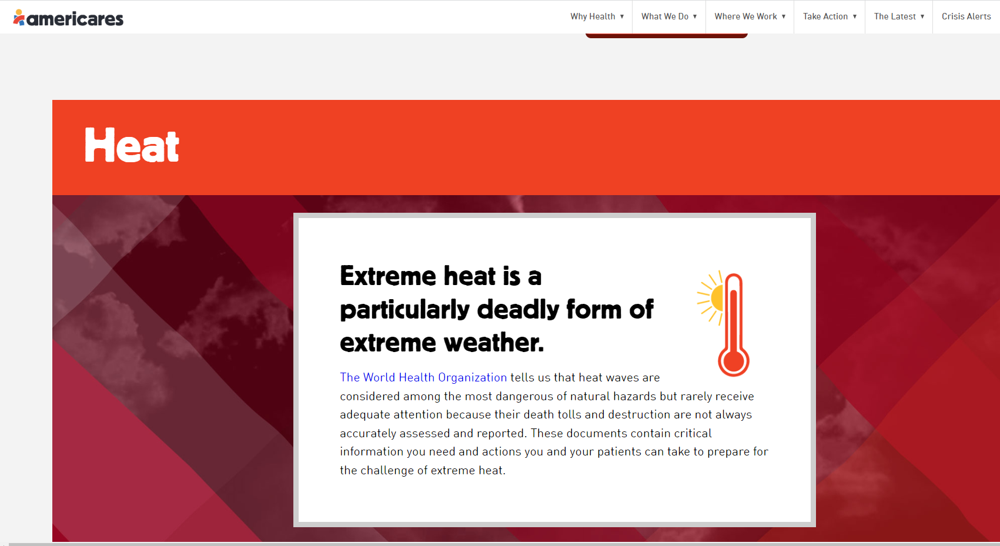 americares
Why Health ▼ What We Do ▼ Where We Work ▼ Take Action ▼ The Latest ▼ Crisis Alerts
Heat
Extreme heat is a
particularly deadly form of
extreme weather.
The World Health Organization tells us that heat waves are
considered among the most dangerous of natural hazards but rarely receive
adequate attention because their death tolls and destruction are not always
accurately assessed and reported. These documents contain critical
information you need and actions you and your patients can take to prepare for
the challenge of extreme heat.